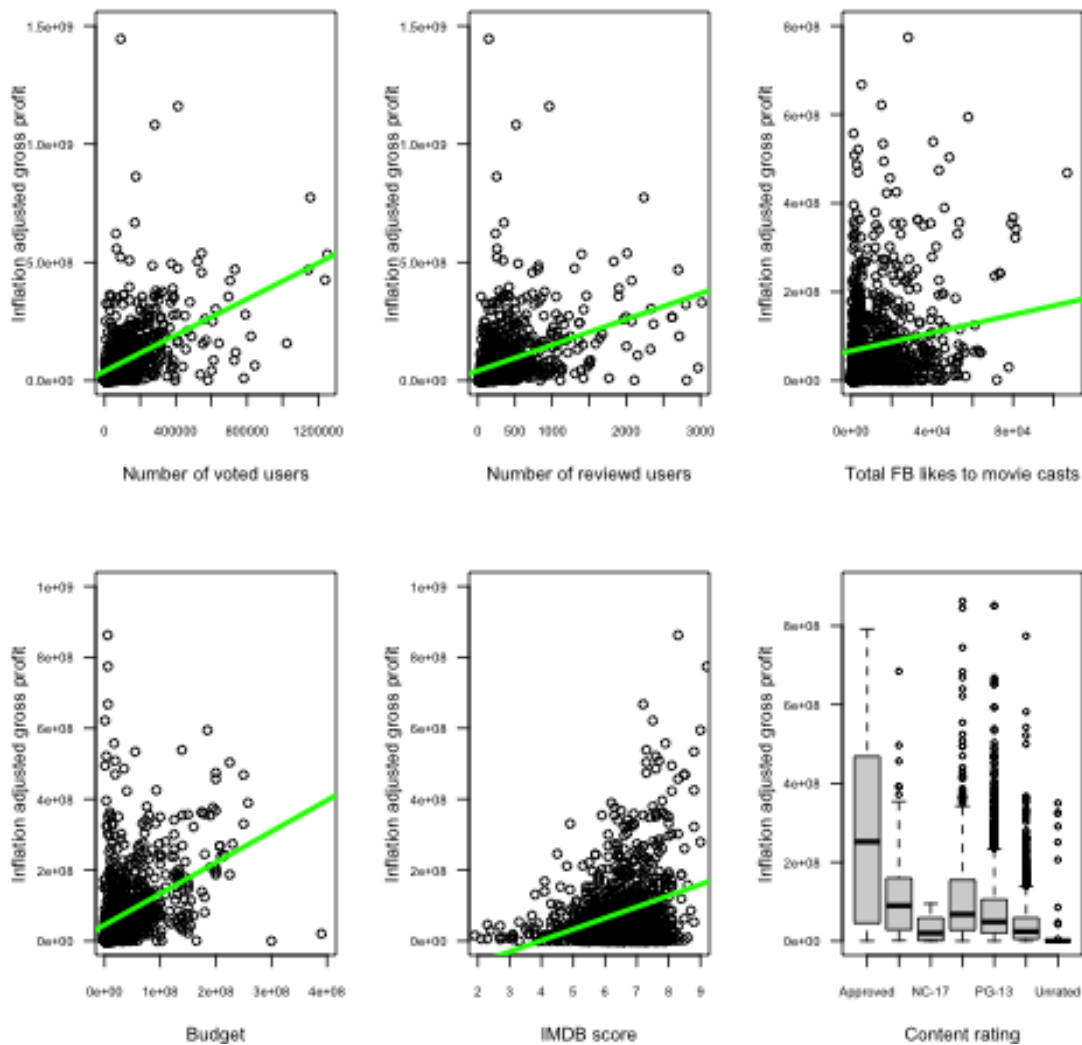 Inflation adjusted gross profit
1.5e+09
1.0e+09
5.0e+08
0.0e+00
0 400000 800000 1200000
Number of voted users
Inflation adjusted gross profit
1.5e+09
1.0e+09
5.0e+08
0.0e+00
0 500 1000 2000 3000
Number of reviewd users
Inflation adjusted gross profit
8e+08
6e+08
4e+08
2e+08
0e+00
0e+00 4e+04 8e+04
Total FB likes to movie casts
Inflation adjusted gross profit
1e+09
8e+08
6e+08
4e+08
2e+08
0e+00
0e+00 1e+08 2e+08 3e+08 4e+08
Budget
Inflation adjusted gross profit
1e+09
8e+08
6e+08
4e+08
2e+08
0e+00
2 3 4 5 6 7 8 9
IMDB score
Inflation adjusted gross profit
8e+08
6e+08
4e+08
2e+08
0e+00
Approved NC-17 PG-13 Unrated
Content rating